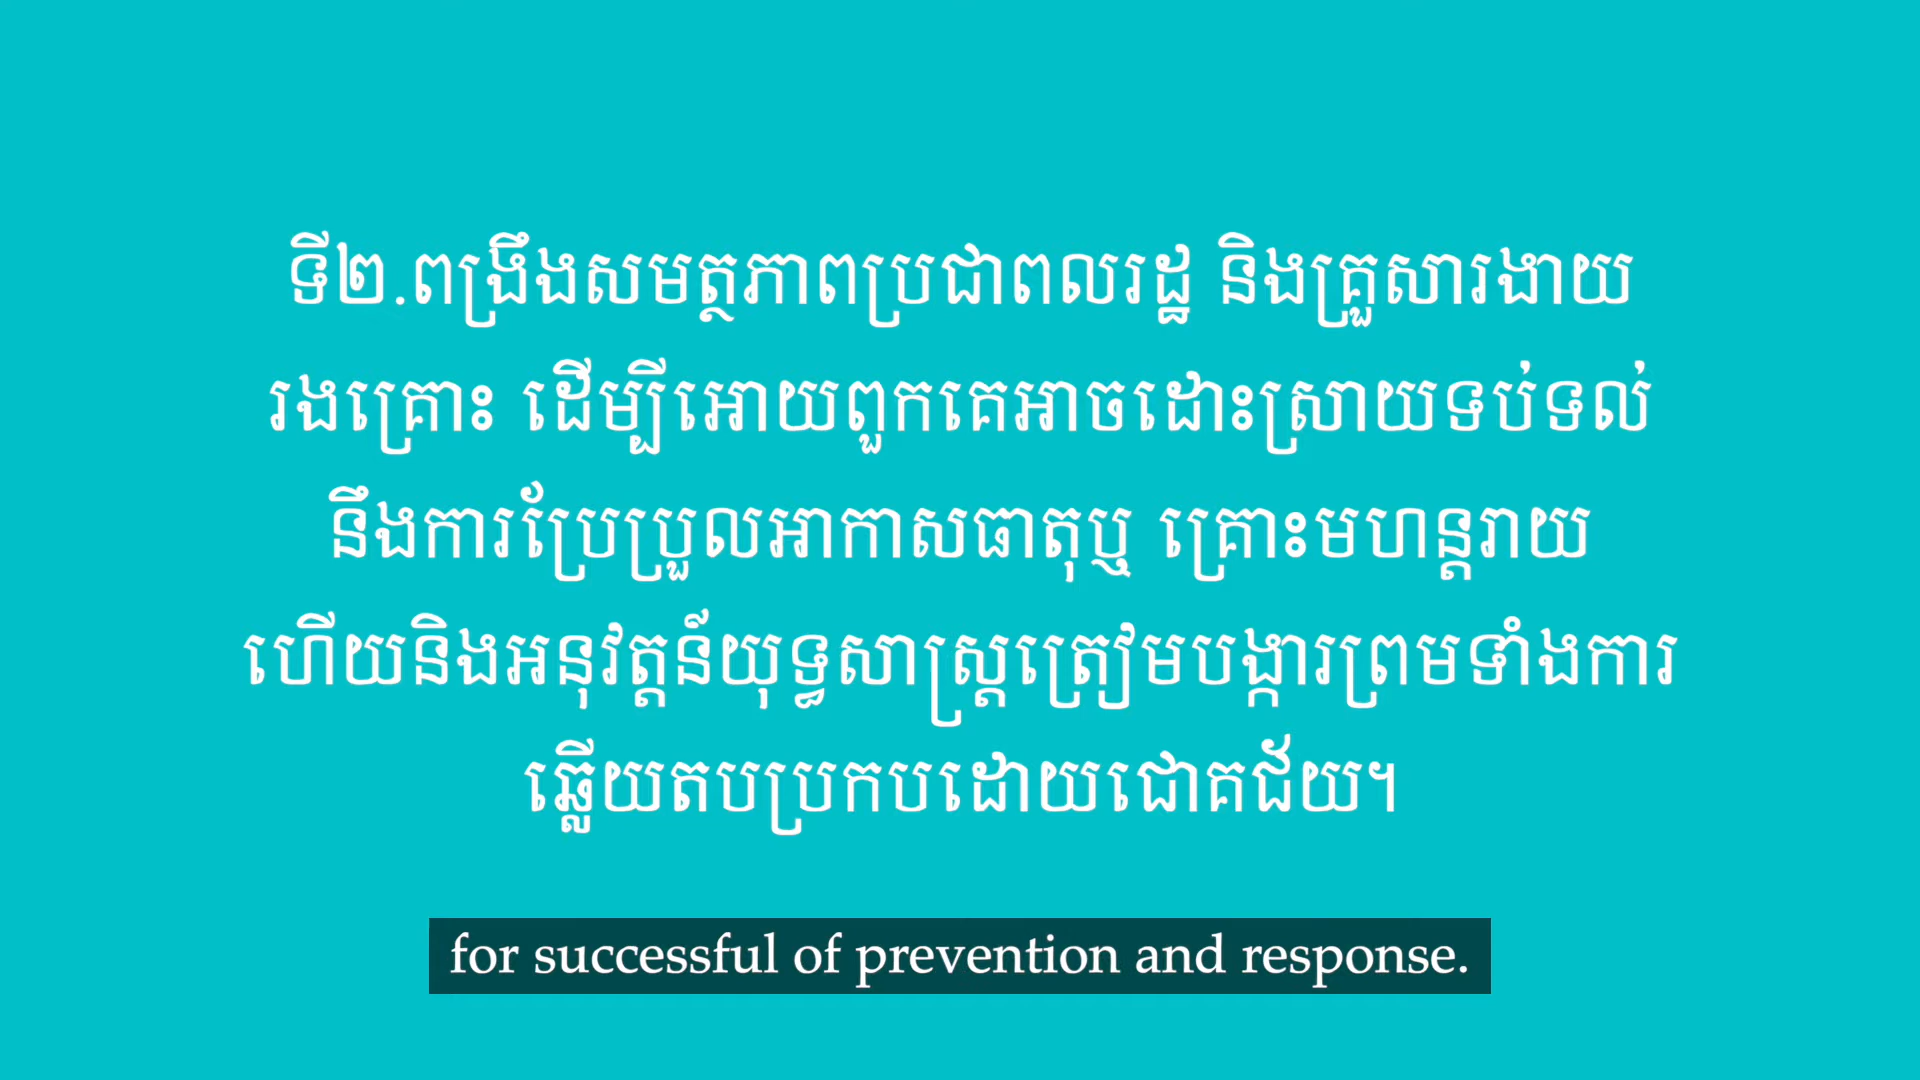 ទី២.ពង្រឹងសមត្ថភាពប្រជាពលរដ្ឋ និងគ្រួសារងាយ
រងគ្រោះ ដើម្បីអោយពួកគេអាចដោះស្រាយទប់ទល់
នឹងការប្រែប្រួលអាកាសធាតុឬ គ្រោះមហន្តរាយ
ហើយនិងអនុវត្តន៍យុទ្ធសាស្ត្រត្រៀមបង្ការព្រមទាំងការ
ឆ្លើយតបប្រកបដោយជោគជ័យ។
for successful of prevention and response.